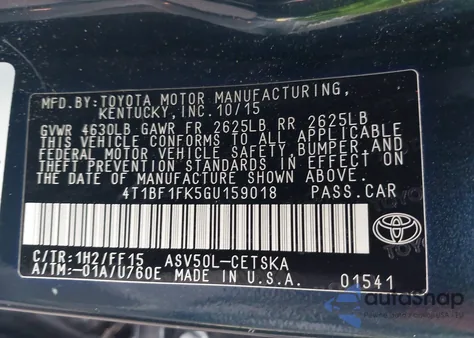 MFD.BY:TOYOTA MOTOR MANUFACTURING,
KENTUCKY, INC. 10/15
GVWR 4630LB GAWR FR 2625LB RR 2625LB
THIS VEHICLE CONFORMS TO ALL APPLICABLE
FEDERAL MOTOR VEHICLE SAFETY, BUMPER, AND
THEFT PREVENTION STANDARDS IN EFFECT ON
THE DATE OF MANUFACTURE SHOWN ABOVE.
4T1BF1FK5GU159018 PASS.CAR
C/TR:1H2/FF15 ASV50L-CETSKA
A/TM:-01A/U760E MADE IN U.S.A. 01541
TOYOTA
autosnap